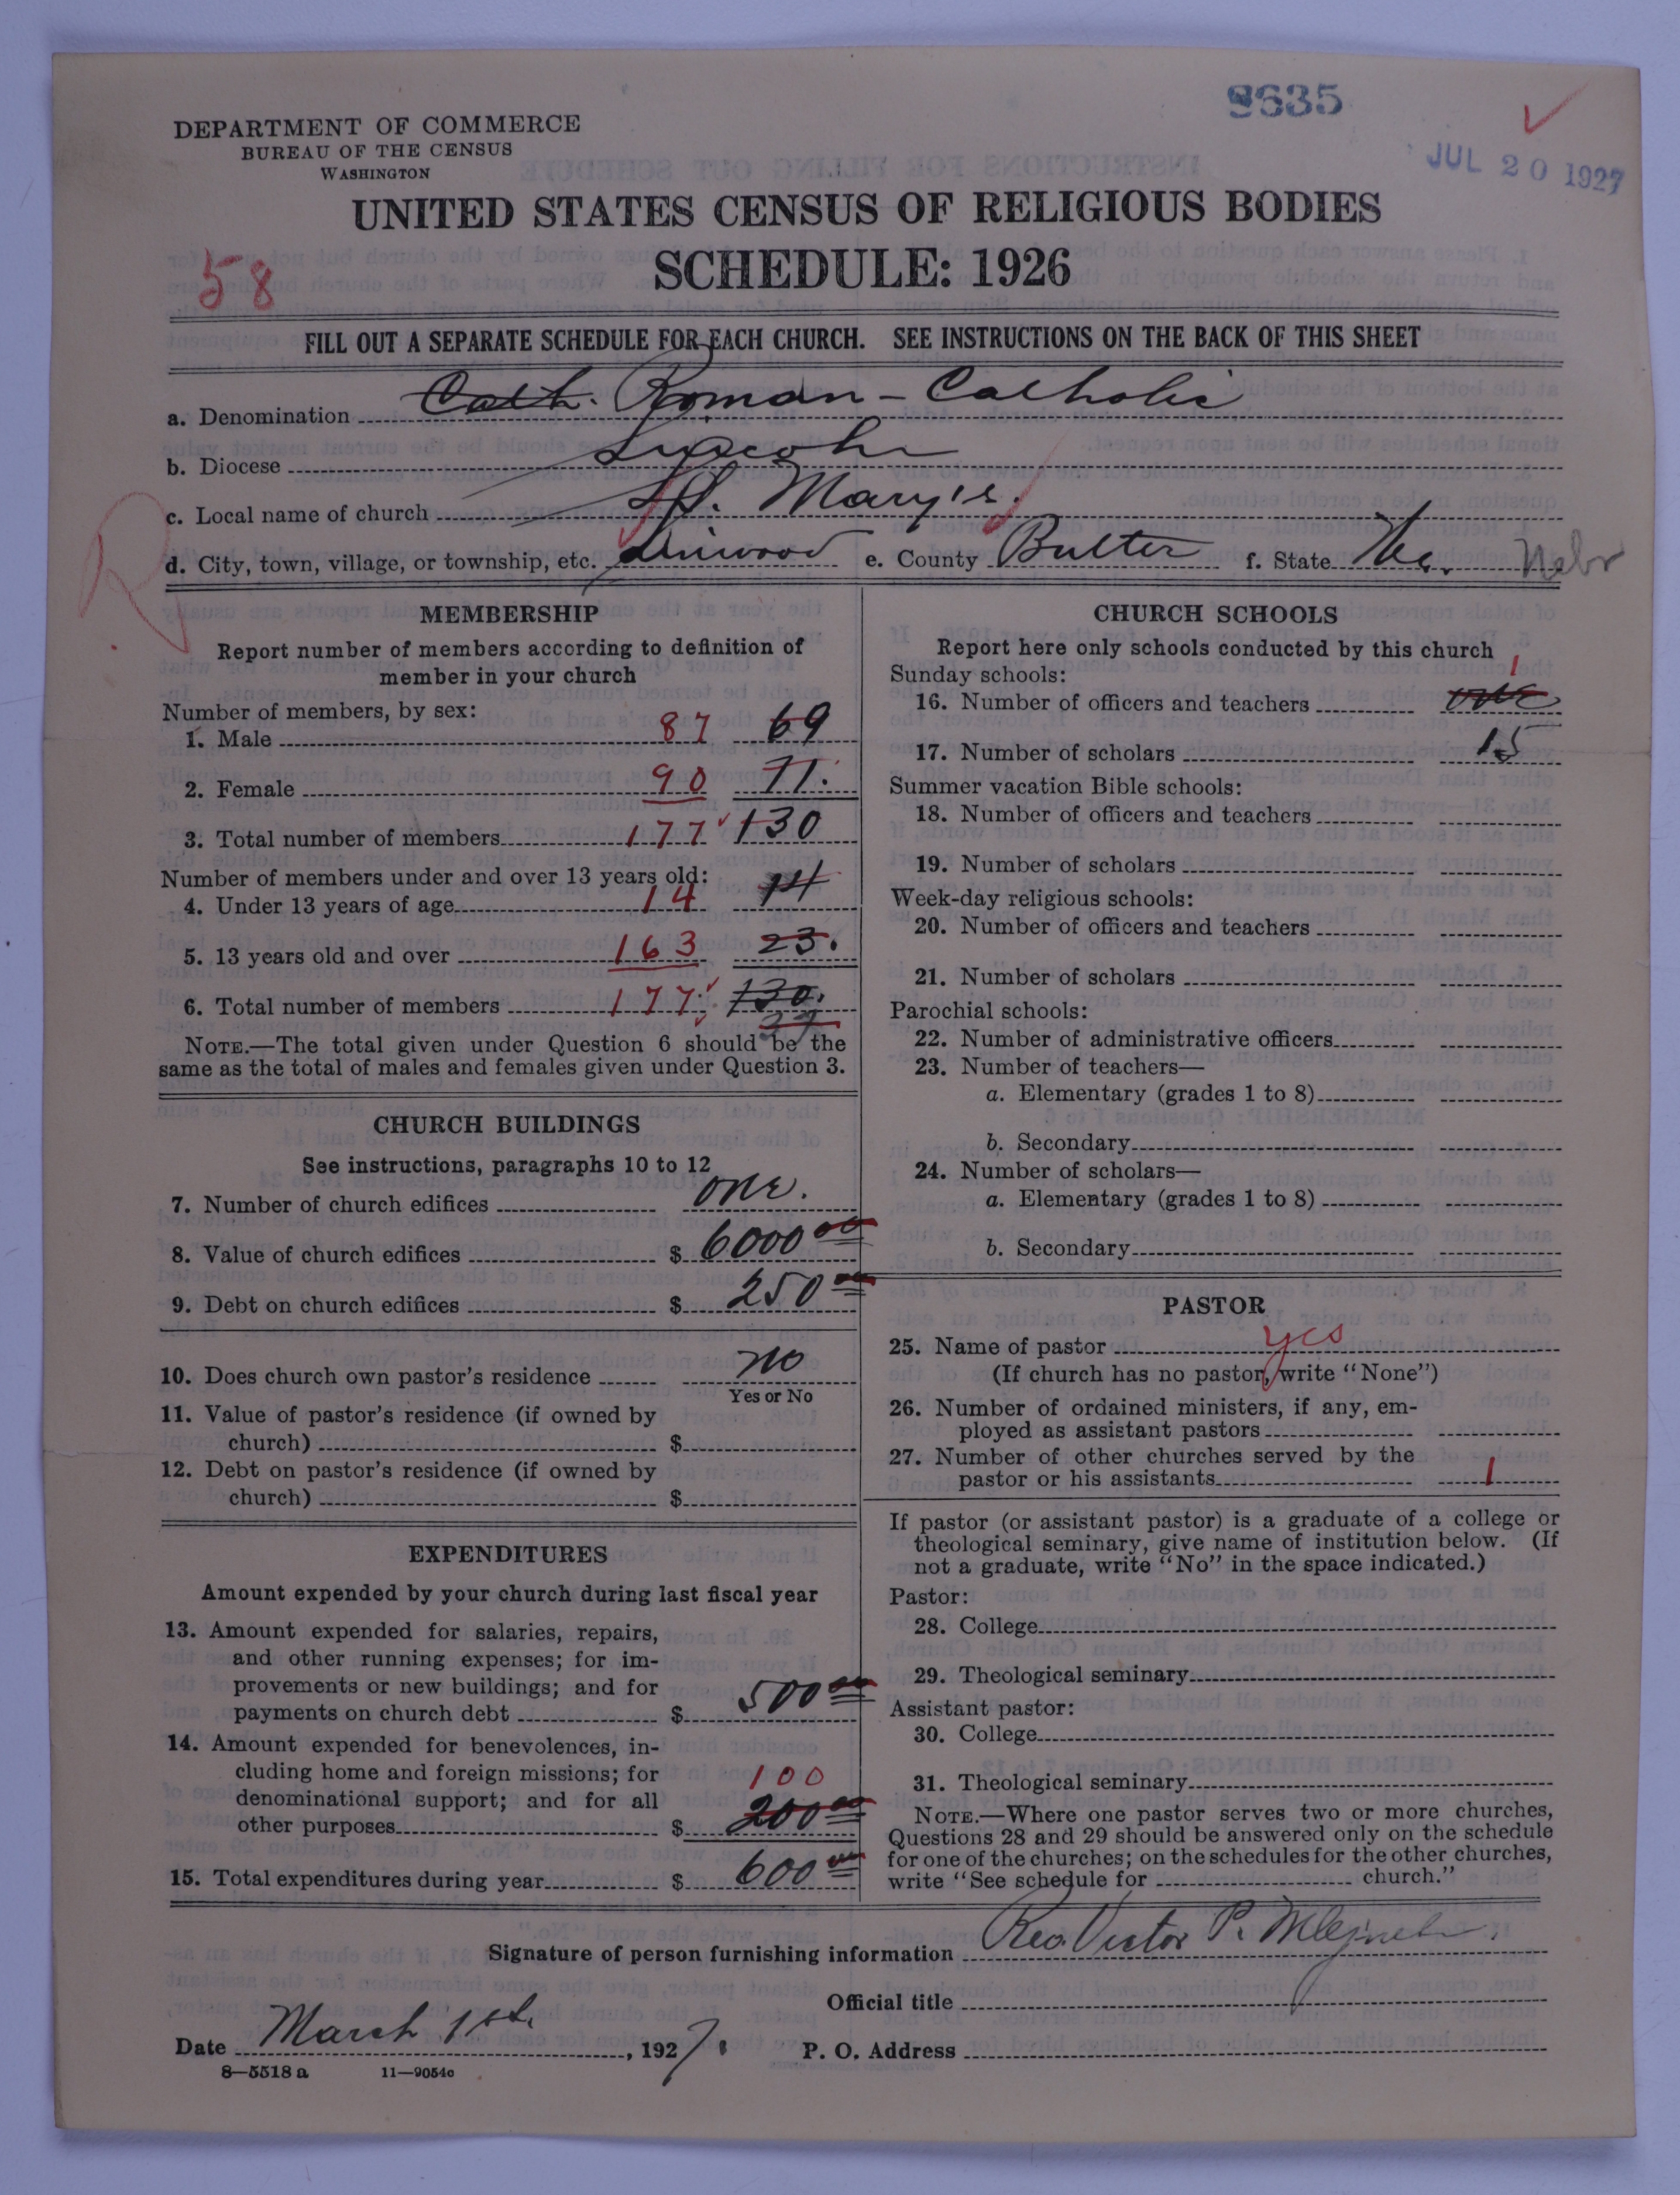 8635
JUL 20 1927
DEPARTMENT OF COMMERCE
BUREAU OF THE CENSUS
WASHINGTON
UNITED STATES CENSUS OF RELIGIOUS BODIES
SCHEDULE: 1926
58
FILL OUT A SEPARATE SCHEDULE FOR EACH CHURCH. SEE INSTRUCTIONS ON THE BACK OF THIS SHEET
a. Denomination Cath. Roman - Catholic
b. Diocese Lincoln
c. Local name of church St. Mary's.
d. City, town, village, or township, etc. Linwood e. County Butler f. State Ne. Nebr
R
MEMBERSHIP
Report number of members according to definition of
member in your church
Number of members, by sex:
1. Male 87 69
2. Female 90 71.
3. Total number of members 177 130
Number of members under and over 13 years old:
4. Under 13 years of age 14 14
5. 13 years old and over 163 23.
6. Total number of members 177 130.
37
NOTE.—The total given under Question 6 should be the
same as the total of males and females given under Question 3.
CHURCH BUILDINGS
See instructions, paragraphs 10 to 12
7. Number of church edifices one.
8. Value of church edifices $ 6000 00
9. Debt on church edifices $ 250 00
10. Does church own pastor's residence no
Yes or No
11. Value of pastor's residence (if owned by
church) $
12. Debt on pastor's residence (if owned by
church) $
EXPENDITURES
Amount expended by your church during last fiscal year
13. Amount expended for salaries, repairs,
and other running expenses; for im-
provements or new buildings; and for
payments on church debt $ 500 00
14. Amount expended for benevolences, in-
cluding home and foreign missions; for
denominational support; and for all 100
other purposes $ 200 00
15. Total expenditures during year $ 600 00
CHURCH SCHOOLS
Report here only schools conducted by this church
Sunday schools: 1
16. Number of officers and teachers one
17. Number of scholars 15
Summer vacation Bible schools:
18. Number of officers and teachers
19. Number of scholars
Week-day religious schools:
20. Number of officers and teachers
21. Number of scholars
Parochial schools:
22. Number of administrative officers
23. Number of teachers—
a. Elementary (grades 1 to 8)
b. Secondary
24. Number of scholars—
a. Elementary (grades 1 to 8)
b. Secondary
PASTOR
25. Name of pastor yes
(If church has no pastor, write "None")
26. Number of ordained ministers, if any, em-
ployed as assistant pastors
27. Number of other churches served by the
pastor or his assistants 1
If pastor (or assistant pastor) is a graduate of a college or
theological seminary, give name of institution below. (If
not a graduate, write "No" in the space indicated.)
Pastor:
28. College
29. Theological seminary
Assistant pastor:
30. College
31. Theological seminary
NOTE.—Where one pastor serves two or more churches,
Questions 28 and 29 should be answered only on the schedule
for one of the churches; on the schedules for the other churches,
write "See schedule for church."
Signature of person furnishing information Rev Victor P. Mlejnek.
Official title
Date March 1st., 1927. P. O. Address
8—5518 a 11—9054c